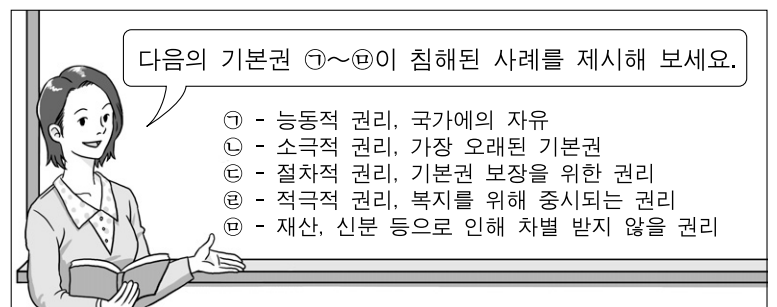 다음의 기본권 ㉠～㉤이 침해된 사례를 제시해 보세요.
㉠ - 능동적 권리, 국가에의 자유
㉡ - 소극적 권리, 가장 오래된 기본권
㉢ - 절차적 권리, 기본권 보장을 위한 권리
㉣ - 적극적 권리, 복지를 위해 중시되는 권리
㉤ - 재산, 신분 등으로 인해 차별 받지 않을 권리